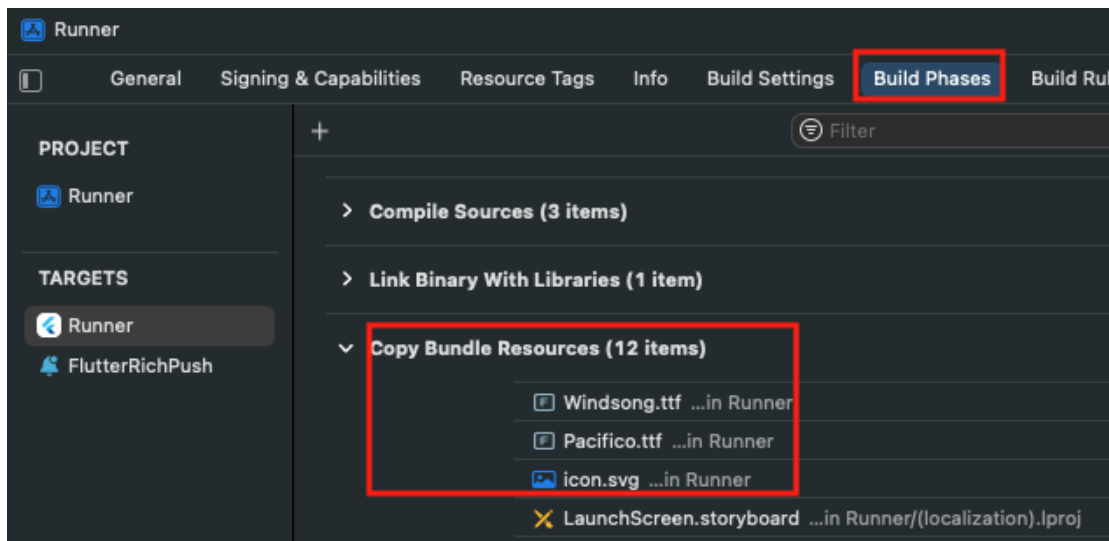 Runner
General Signing & Capabilities Resource Tags Info Build Settings Build Phases Build Rul
Filter
PROJECT
Runner
Compile Sources (3 items)
TARGETS
Link Binary With Libraries (1 item)
Runner
Copy Bundle Resources (12 items)
FlutterRichPush
Windsong.ttf ...in Runner
Pacifico.ttf ...in Runner
icon.svg ...in Runner
LaunchScreen.storyboard ...in Runner/(localization).lproj